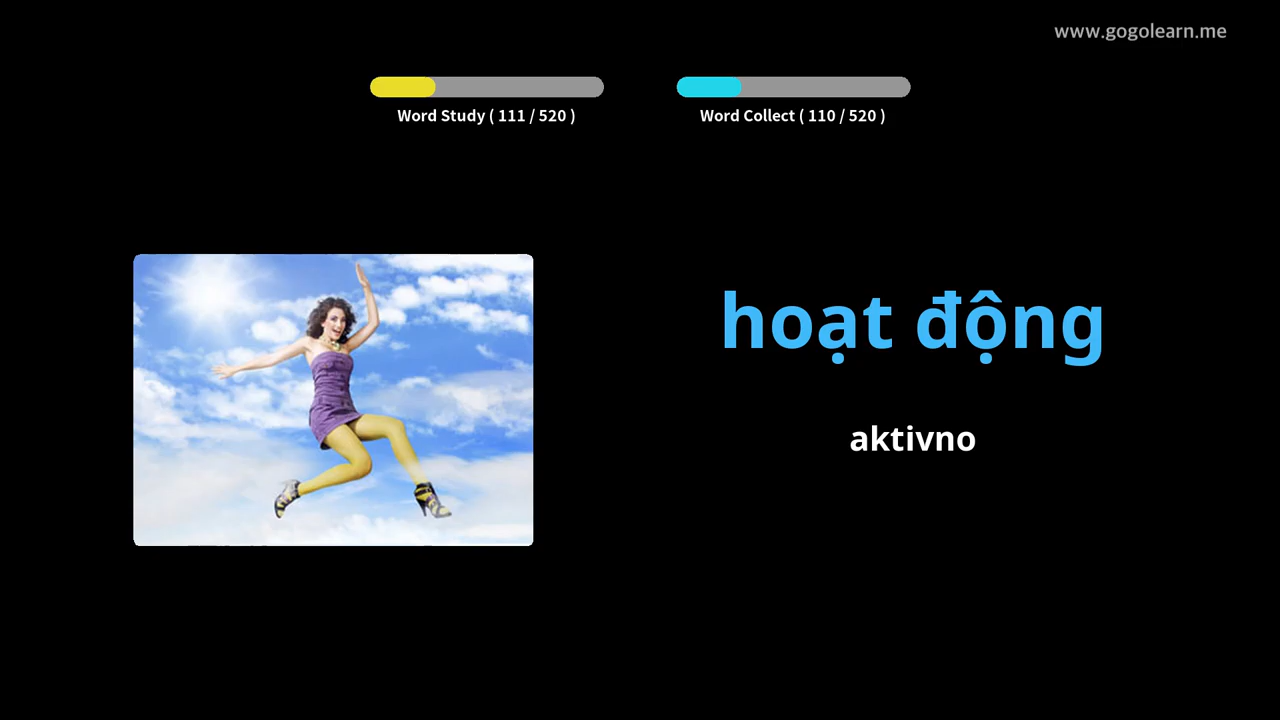 www.gogolearn.me
Word Study ( 111 / 520 )
Word Collect ( 110 / 520 )
hoạt động
aktivno